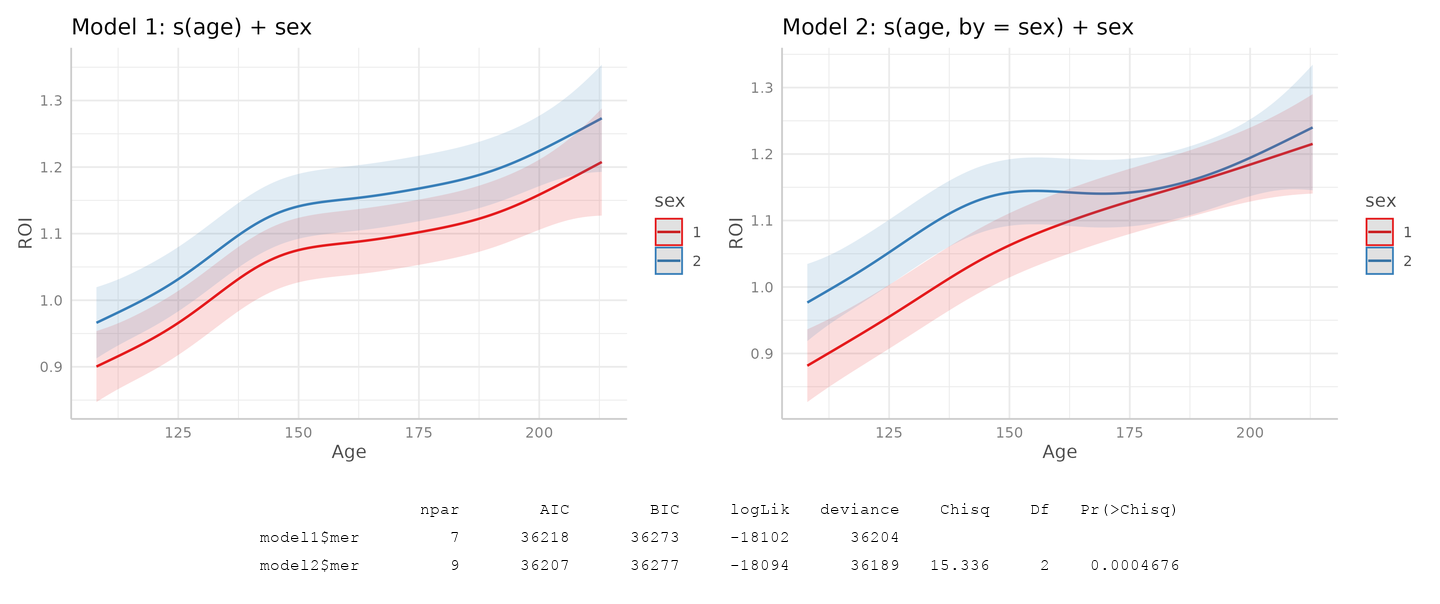 Model 1: s(age) + sex
1.3
1.2
1.1
1.0
0.9
ROI
125 150 175 200
Age
sex
1
2
Model 2: s(age, by = sex) + sex
1.3
1.2
1.1
1.0
0.9
ROI
125 150 175 200
Age
sex
1
2
npar AIC BIC logLik deviance Chisq Df Pr(>Chisq)
model1$mer 7 36218 36273 -18102 36204
model2$mer 9 36207 36277 -18094 36189 15.336 2 0.0004676